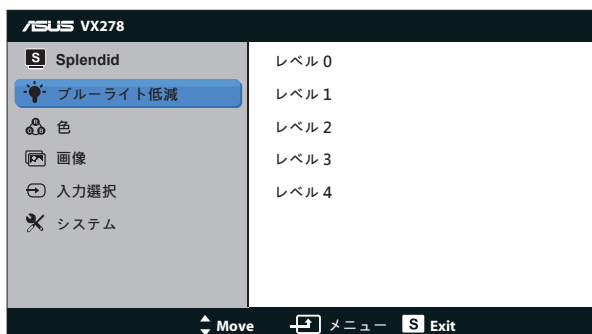 ASUS VX278
S Splendid
ブルーライト低減
色
画像
入力選択
システム
レベル 0
レベル 1
レベル 2
レベル 3
レベル 4
Move メニュー S Exit